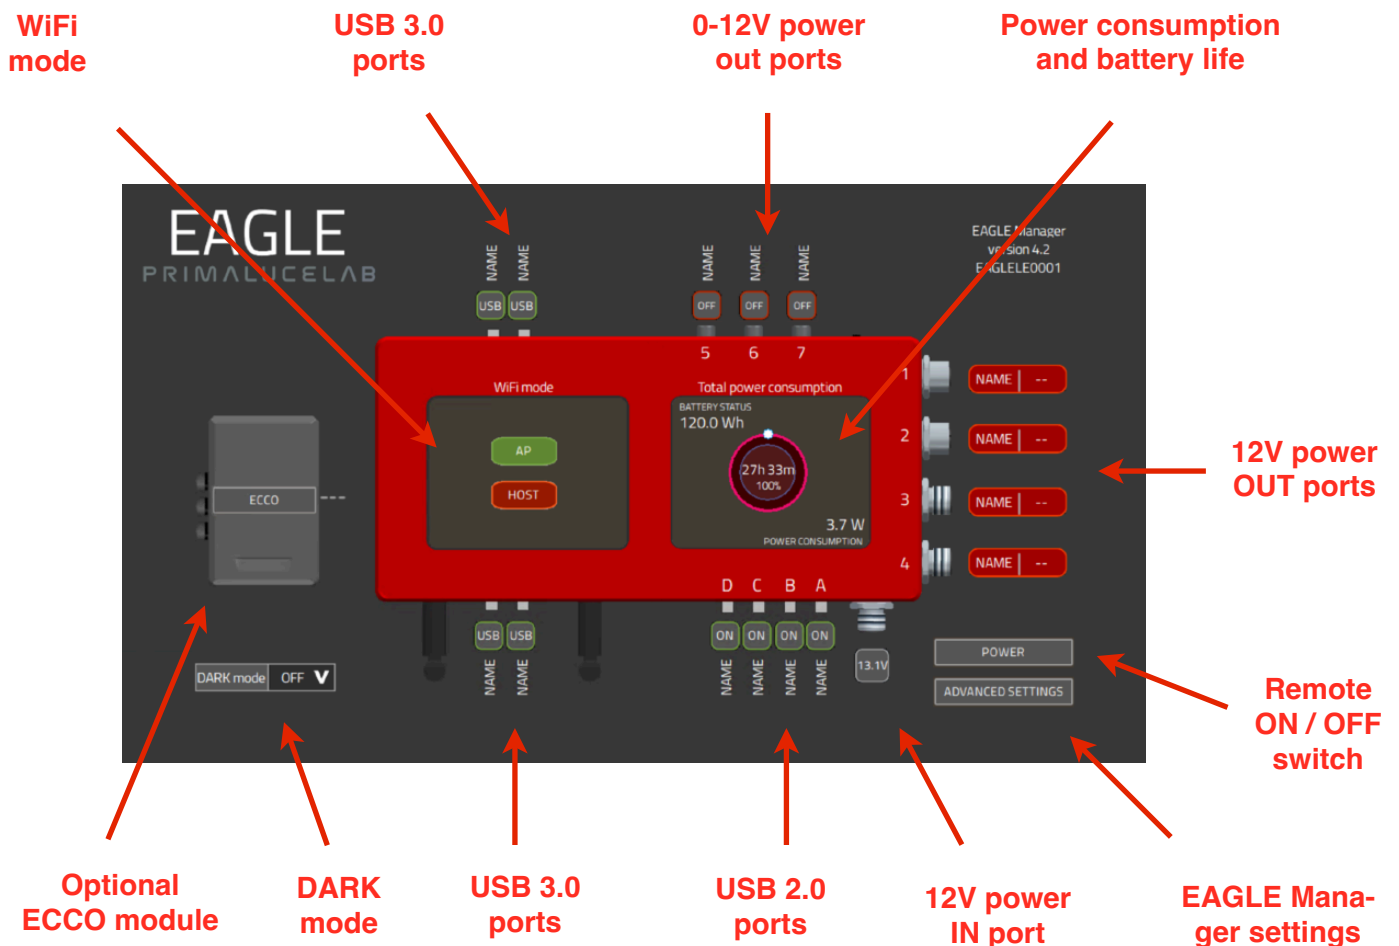 WiFi
mode
USB 3.0
ports
0-12V power
out ports
Power consumption
and battery life
EAGLE
PRIMALUCELAB
NAME
NAME
NAME
NAME
NAME
EAGLE Manager
version 4.2
EAGLELE0001
USB
USB
OFF
OFF
OFF
5
6
7
1
NAME
--
WiFi mode
Total power consumption
BATTERY STATUS
120.0 Wh
AP
HOST
27h 33m
100%
3.7 W
POWER CONSUMPTION
2
NAME
--
3
NAME
--
4
NAME
--
12V power
OUT ports
ECCO
---
D
C
B
A
USB
USB
ON
ON
ON
ON
NAME
NAME
NAME
NAME
NAME
NAME
13.1V
POWER
ADVANCED SETTINGS
DARK mode
OFF
V
Remote
ON / OFF
switch
Optional
ECCO module
DARK
mode
USB 3.0
ports
USB 2.0
ports
12V power
IN port
EAGLE Mana-
ger settings